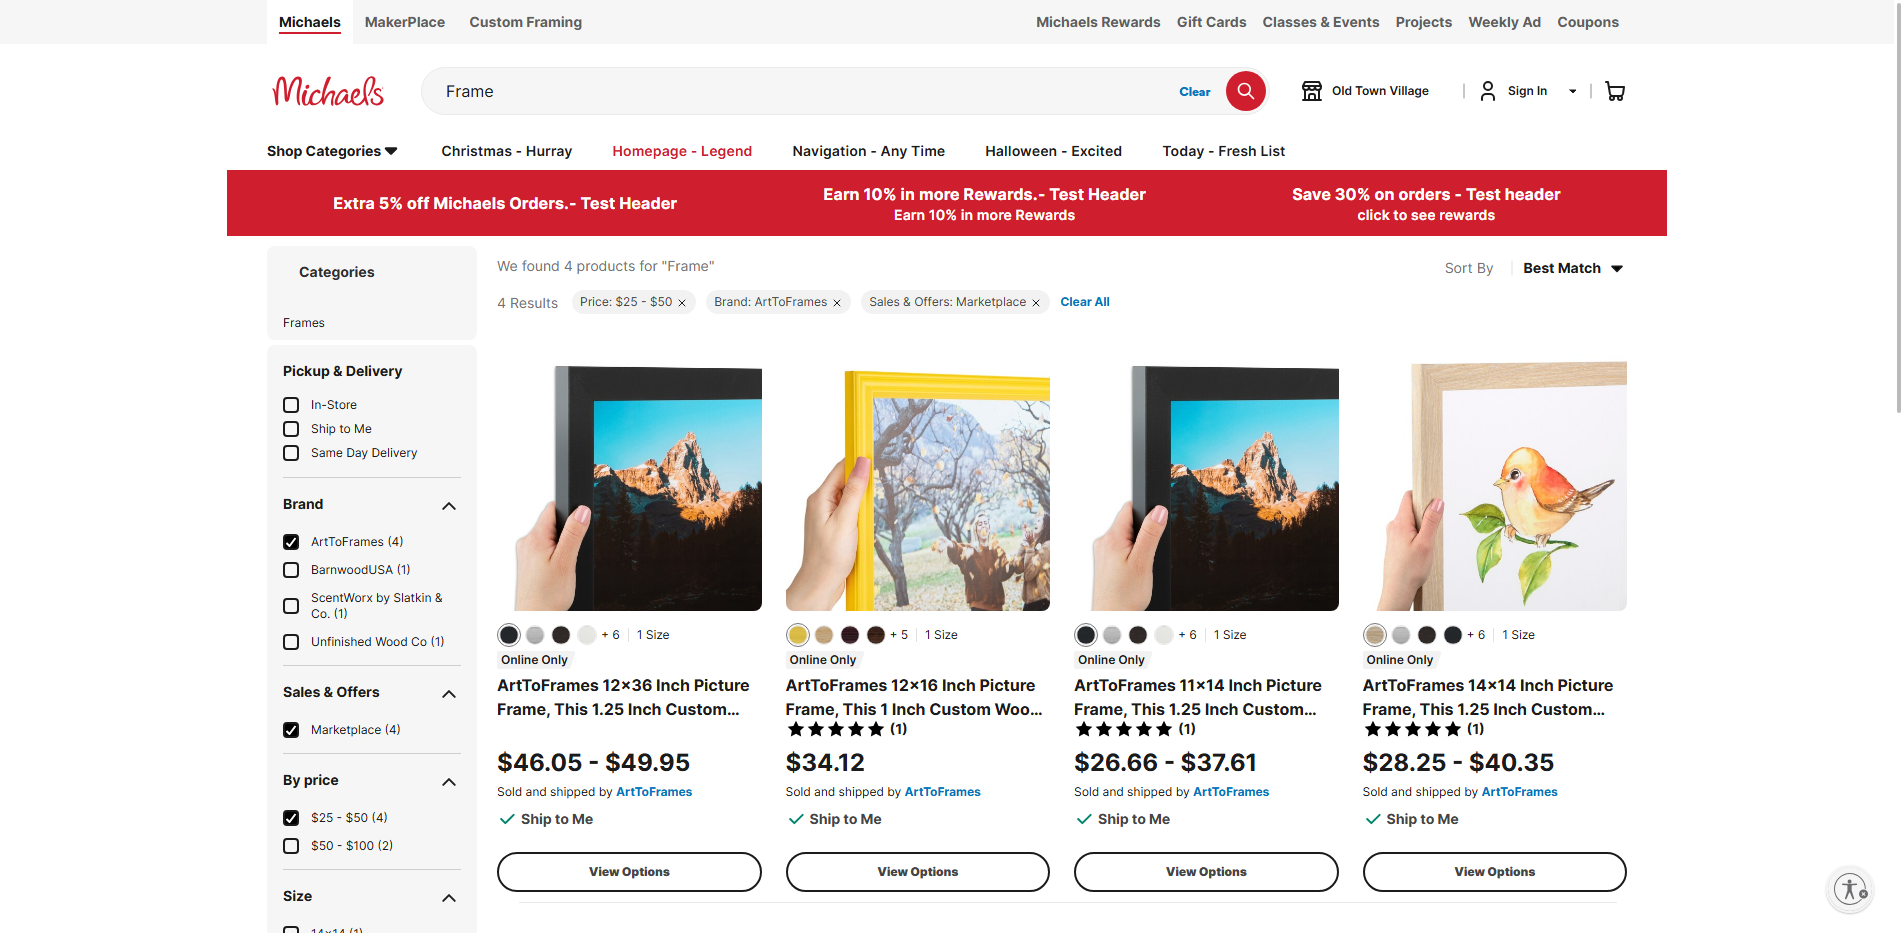 Michaels
MakerPlace
Custom Framing
Michaels Rewards
Gift Cards
Classes & Events
Projects
Weekly Ad
Coupons
Michaels
Frame
Clear
Old Town Village
Sign In
Shop Categories
Christmas - Hurray
Homepage - Legend
Navigation - Any Time
Halloween - Excited
Today - Fresh List
Extra 5% off Michaels Orders.- Test Header
Earn 10% in more Rewards.- Test Header
Earn 10% in more Rewards
Save 30% on orders - Test header
click to see rewards
Categories
Frames
Pickup & Delivery
In-Store
Ship to Me
Same Day Delivery
Brand
ArtToFrames (4)
BarnwoodUSA (1)
ScentWorx by Slatkin &
Co. (1)
Unfinished Wood Co (1)
Sales & Offers
Marketplace (4)
By price
$25 - $50 (4)
$50 - $100 (2)
Size
14x14 (1)
We found 4 products for "Frame"
Sort By
Best Match
4 Results
Price: $25 - $50
Brand: ArtToFrames
Sales & Offers: Marketplace
Clear All
+ 6
1 Size
Online Only
ArtToFrames 12x36 Inch Picture
Frame, This 1.25 Inch Custom...
$46.05 - $49.95
Sold and shipped by ArtToFrames
Ship to Me
View Options
+ 5
1 Size
Online Only
ArtToFrames 12x16 Inch Picture
Frame, This 1 Inch Custom Woo...
(1)
$34.12
Sold and shipped by ArtToFrames
Ship to Me
View Options
+ 6
1 Size
Online Only
ArtToFrames 11x14 Inch Picture
Frame, This 1.25 Inch Custom...
(1)
$26.66 - $37.61
Sold and shipped by ArtToFrames
Ship to Me
View Options
+ 6
1 Size
Online Only
ArtToFrames 14x14 Inch Picture
Frame, This 1.25 Inch Custom...
(1)
$28.25 - $40.35
Sold and shipped by ArtToFrames
Ship to Me
View Options